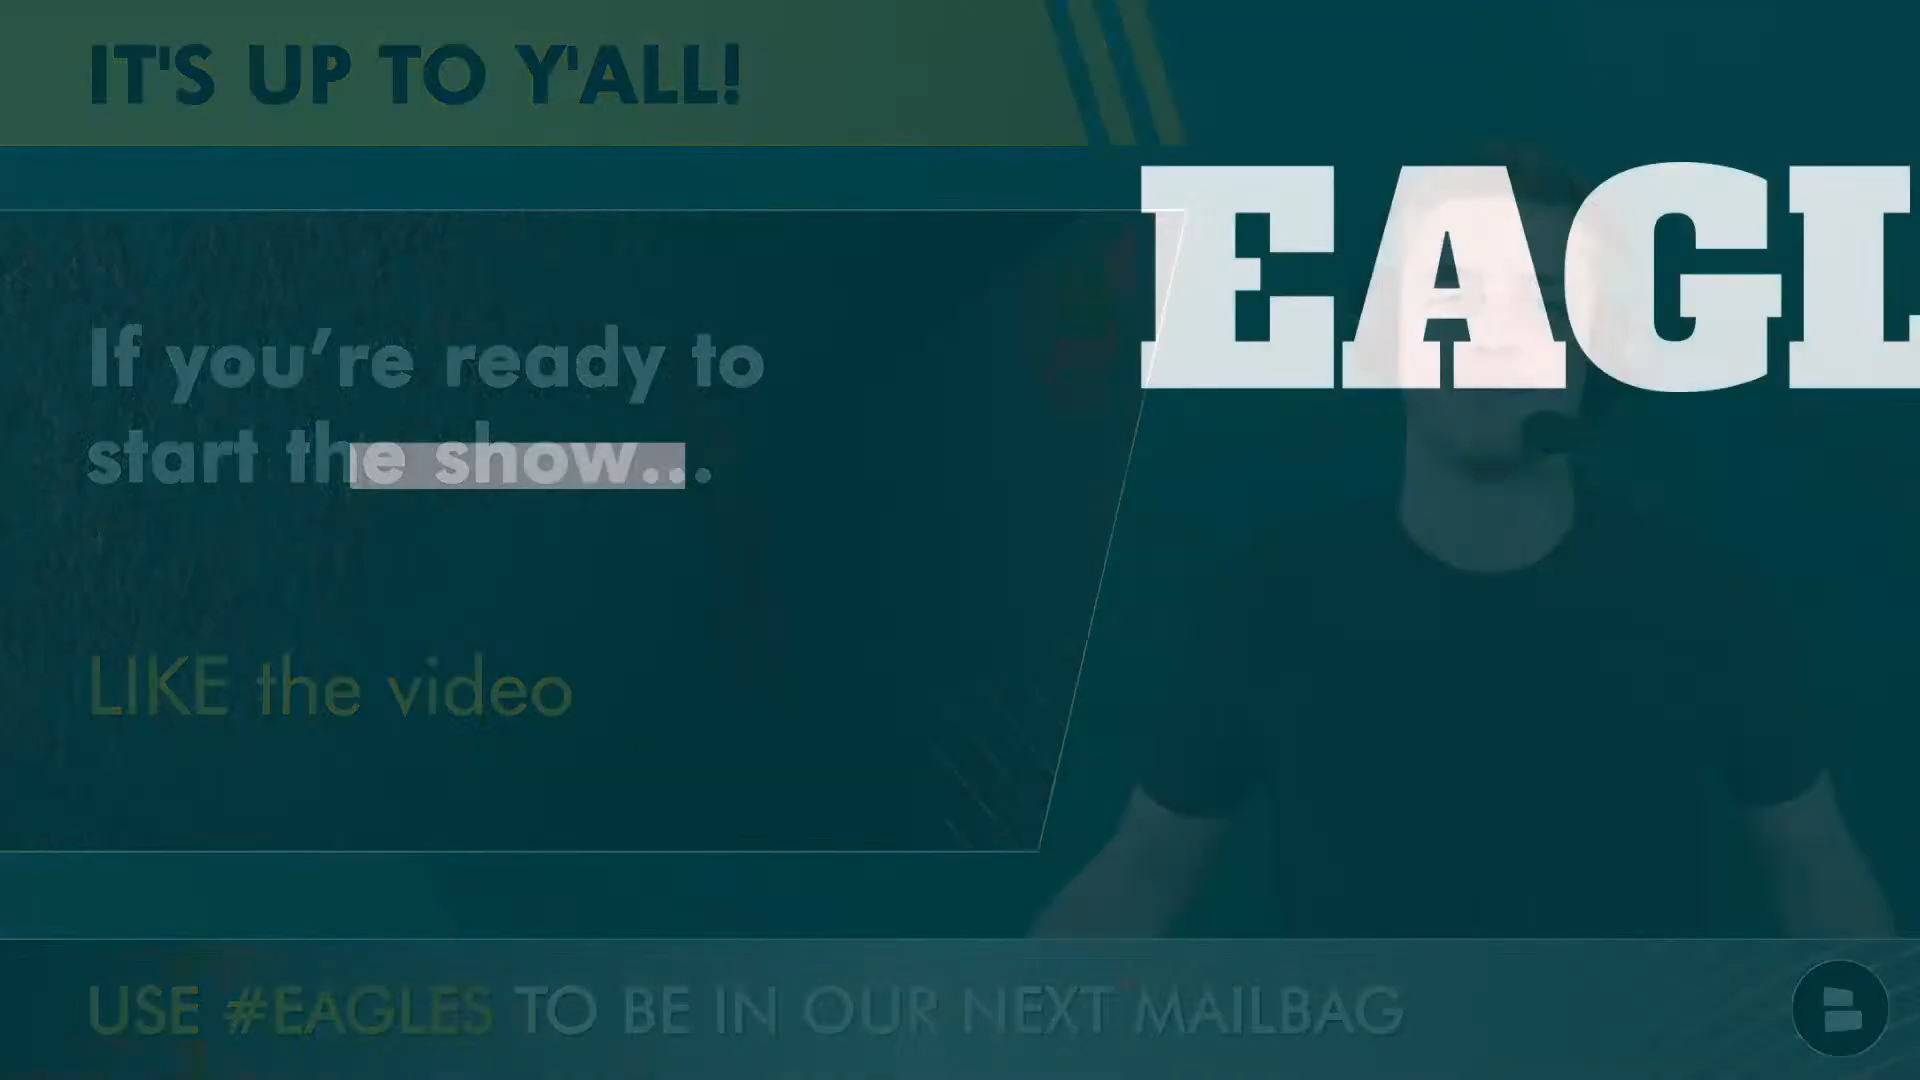 IT'S UP TO Y'ALL!
EAGL
If you’re ready to
start the show...
LIKE the video
USE #EAGLES TO BE IN OUR NEXT MAILBAG